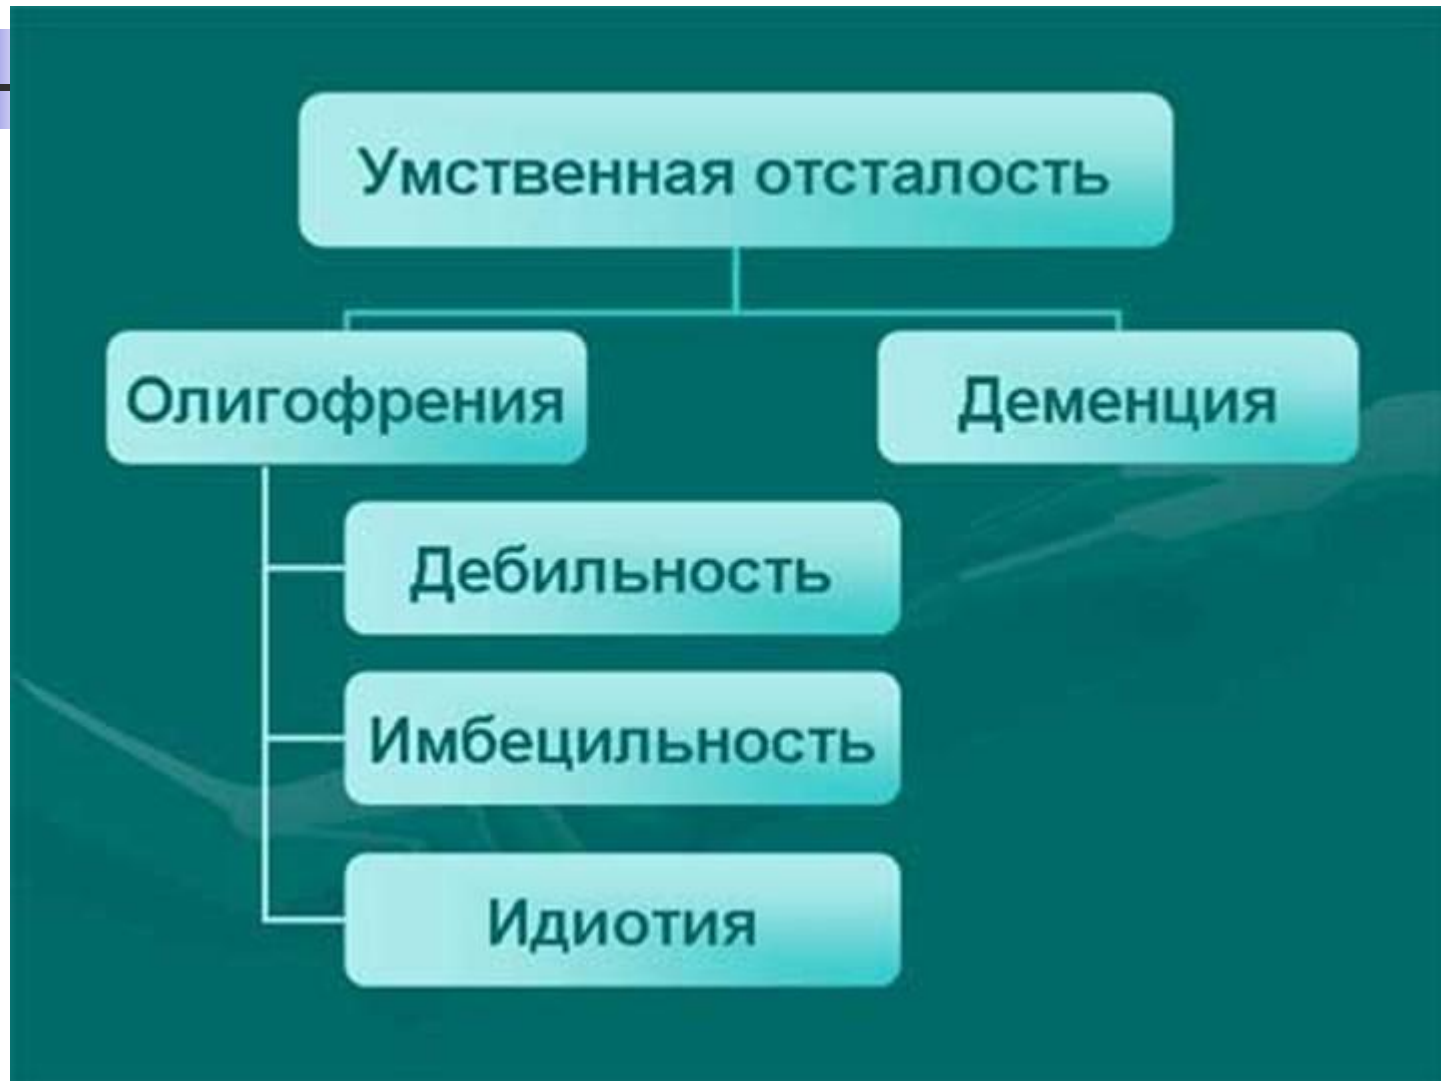 Умственная отсталость
Олигофрения
Деменция
Дебильность
Имбецильность
Идиотия